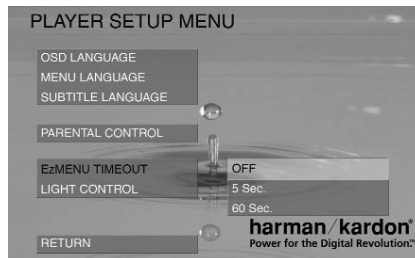 PLAYER SETUP MENU
OSD LANGUAGE
MENU LANGUAGE
SUBTITLE LANGUAGE
PARENTAL CONTROL
EzMENU TIMEOUT
OFF
LIGHT CONTROL
5 Sec.
60 Sec.
harman/kardon®
RETURN
Power for the Digital Revolution.™